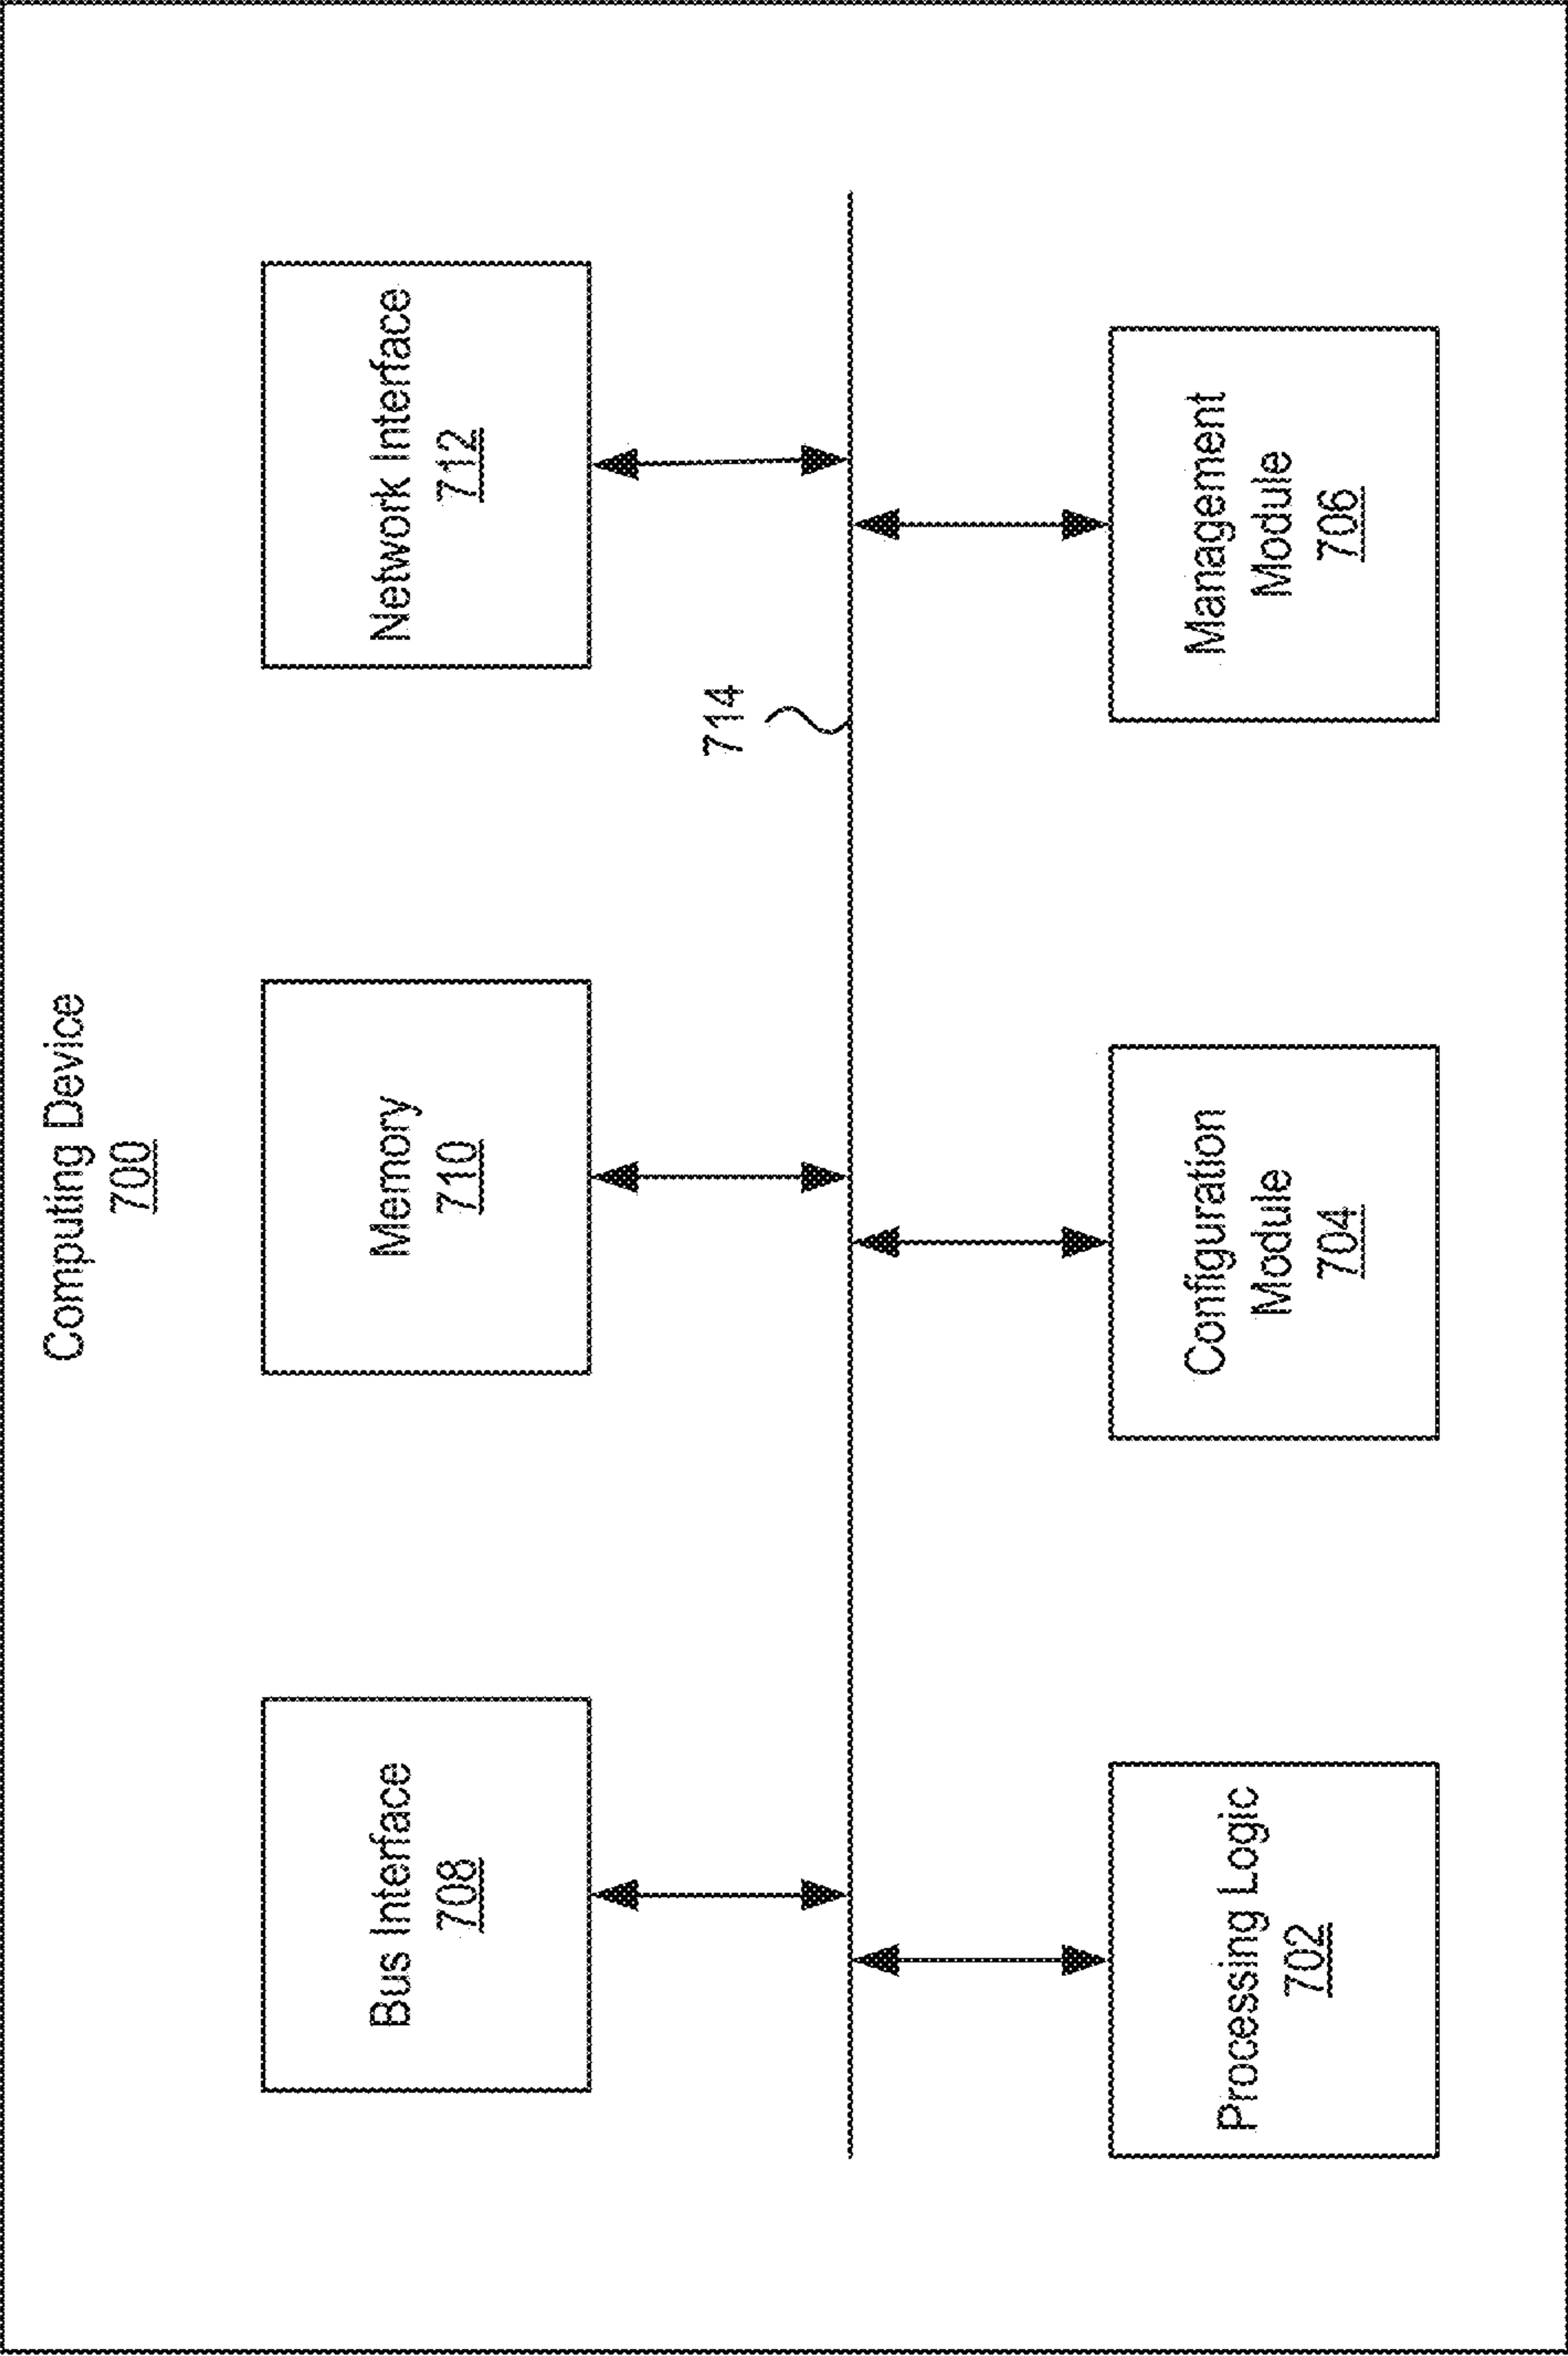 Computing Device
700
Bus Interface
708
Memory
710
Network Interface
712
714
Processing Logic
702
Configuration
Module
704
Management
Module
706